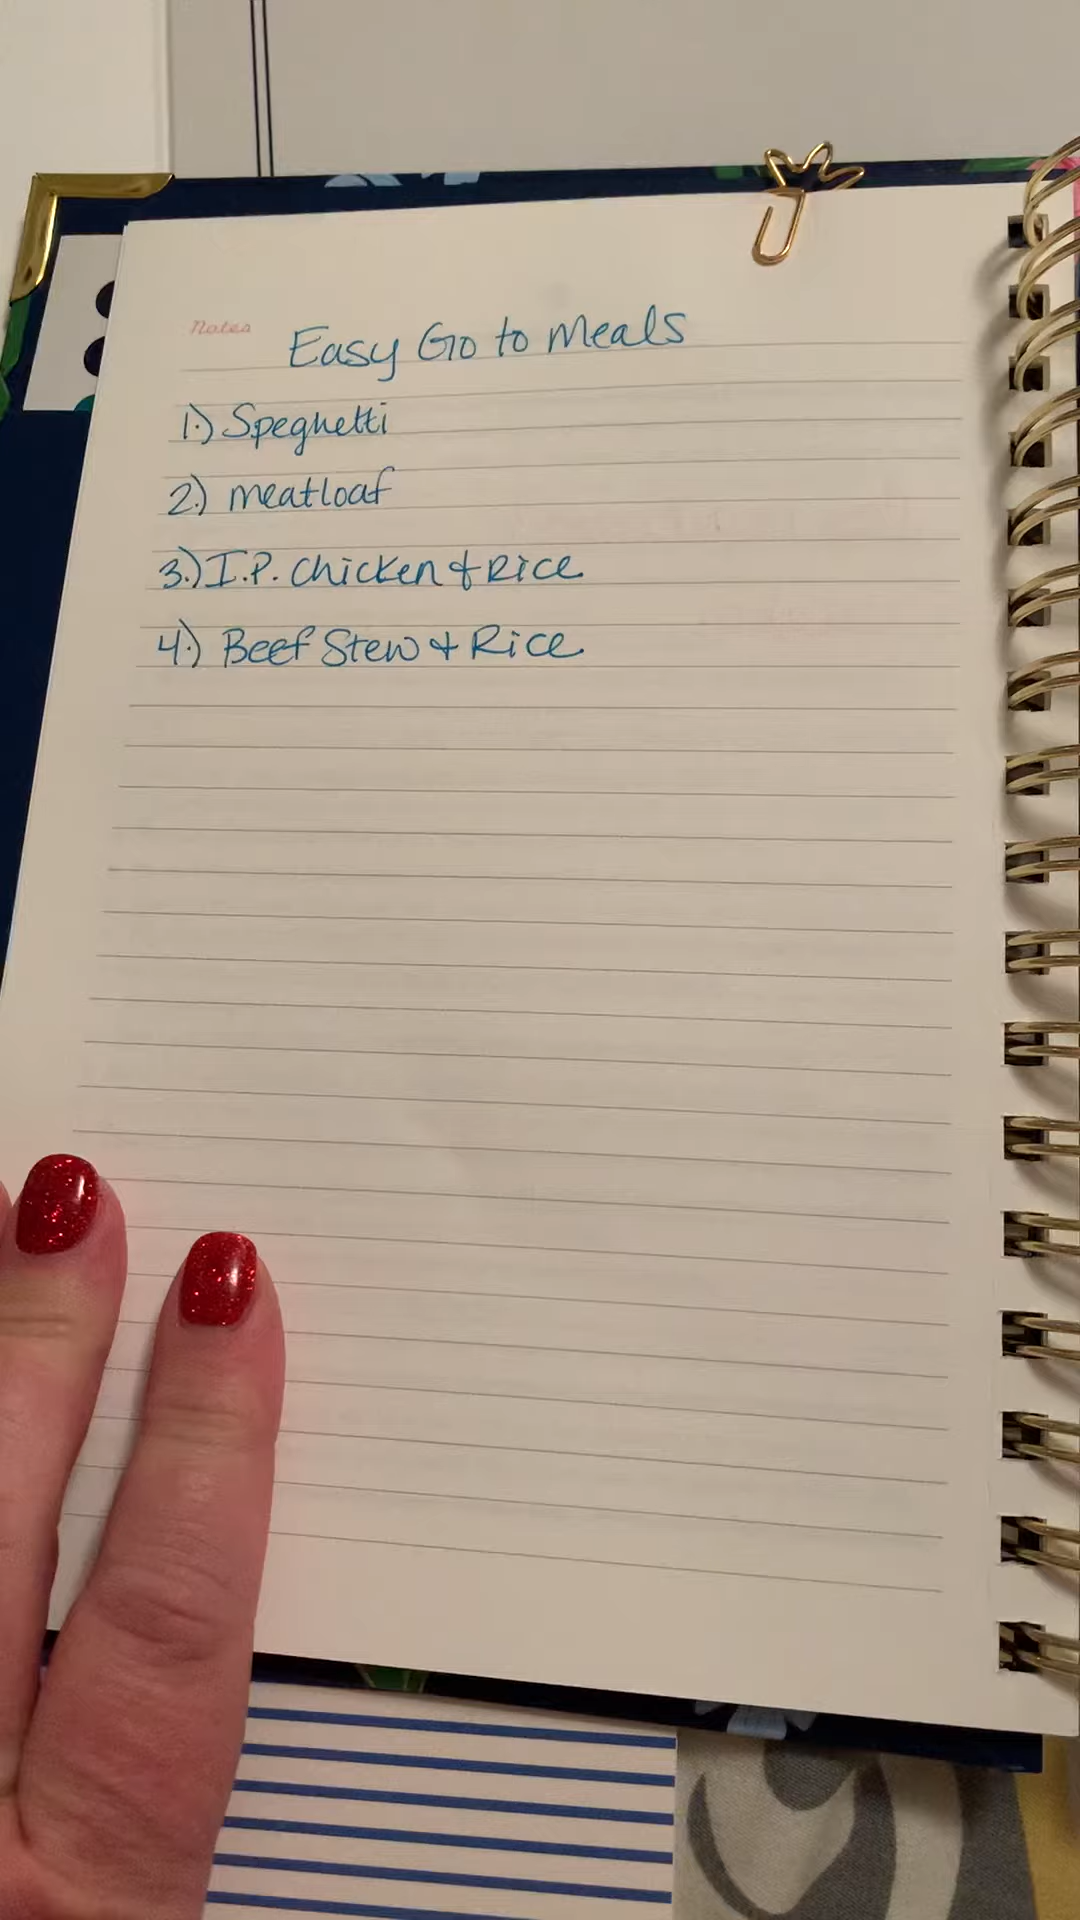 Notes
Easy Go to Meals
1.) Speghetti
2.) meatloaf
3.) I.P. Chicken & Rice
4.) Beef Stew & Rice